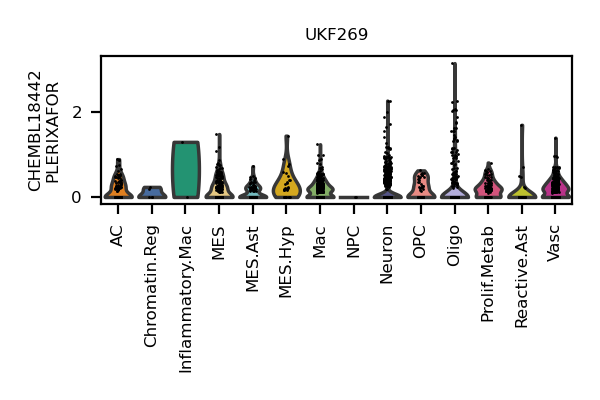 UKF269
CHEMBL18442
PLERIXAFOR
2
0
AC
Chromatin.Reg
Inflammatory.Mac
MES
MES.Ast
MES.Hyp
Mac
NPC
Neuron
OPC
Oligo
Prolif.Metab
Reactive.Ast
Vasc